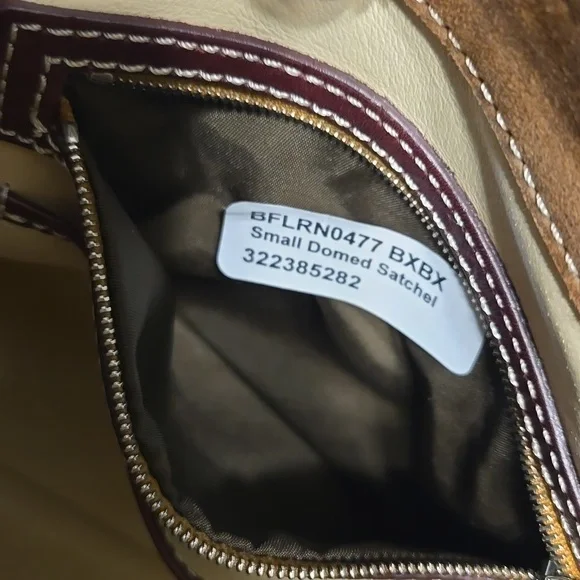 BFLRN0477 BXBX
Small Domed Satchel
322385282